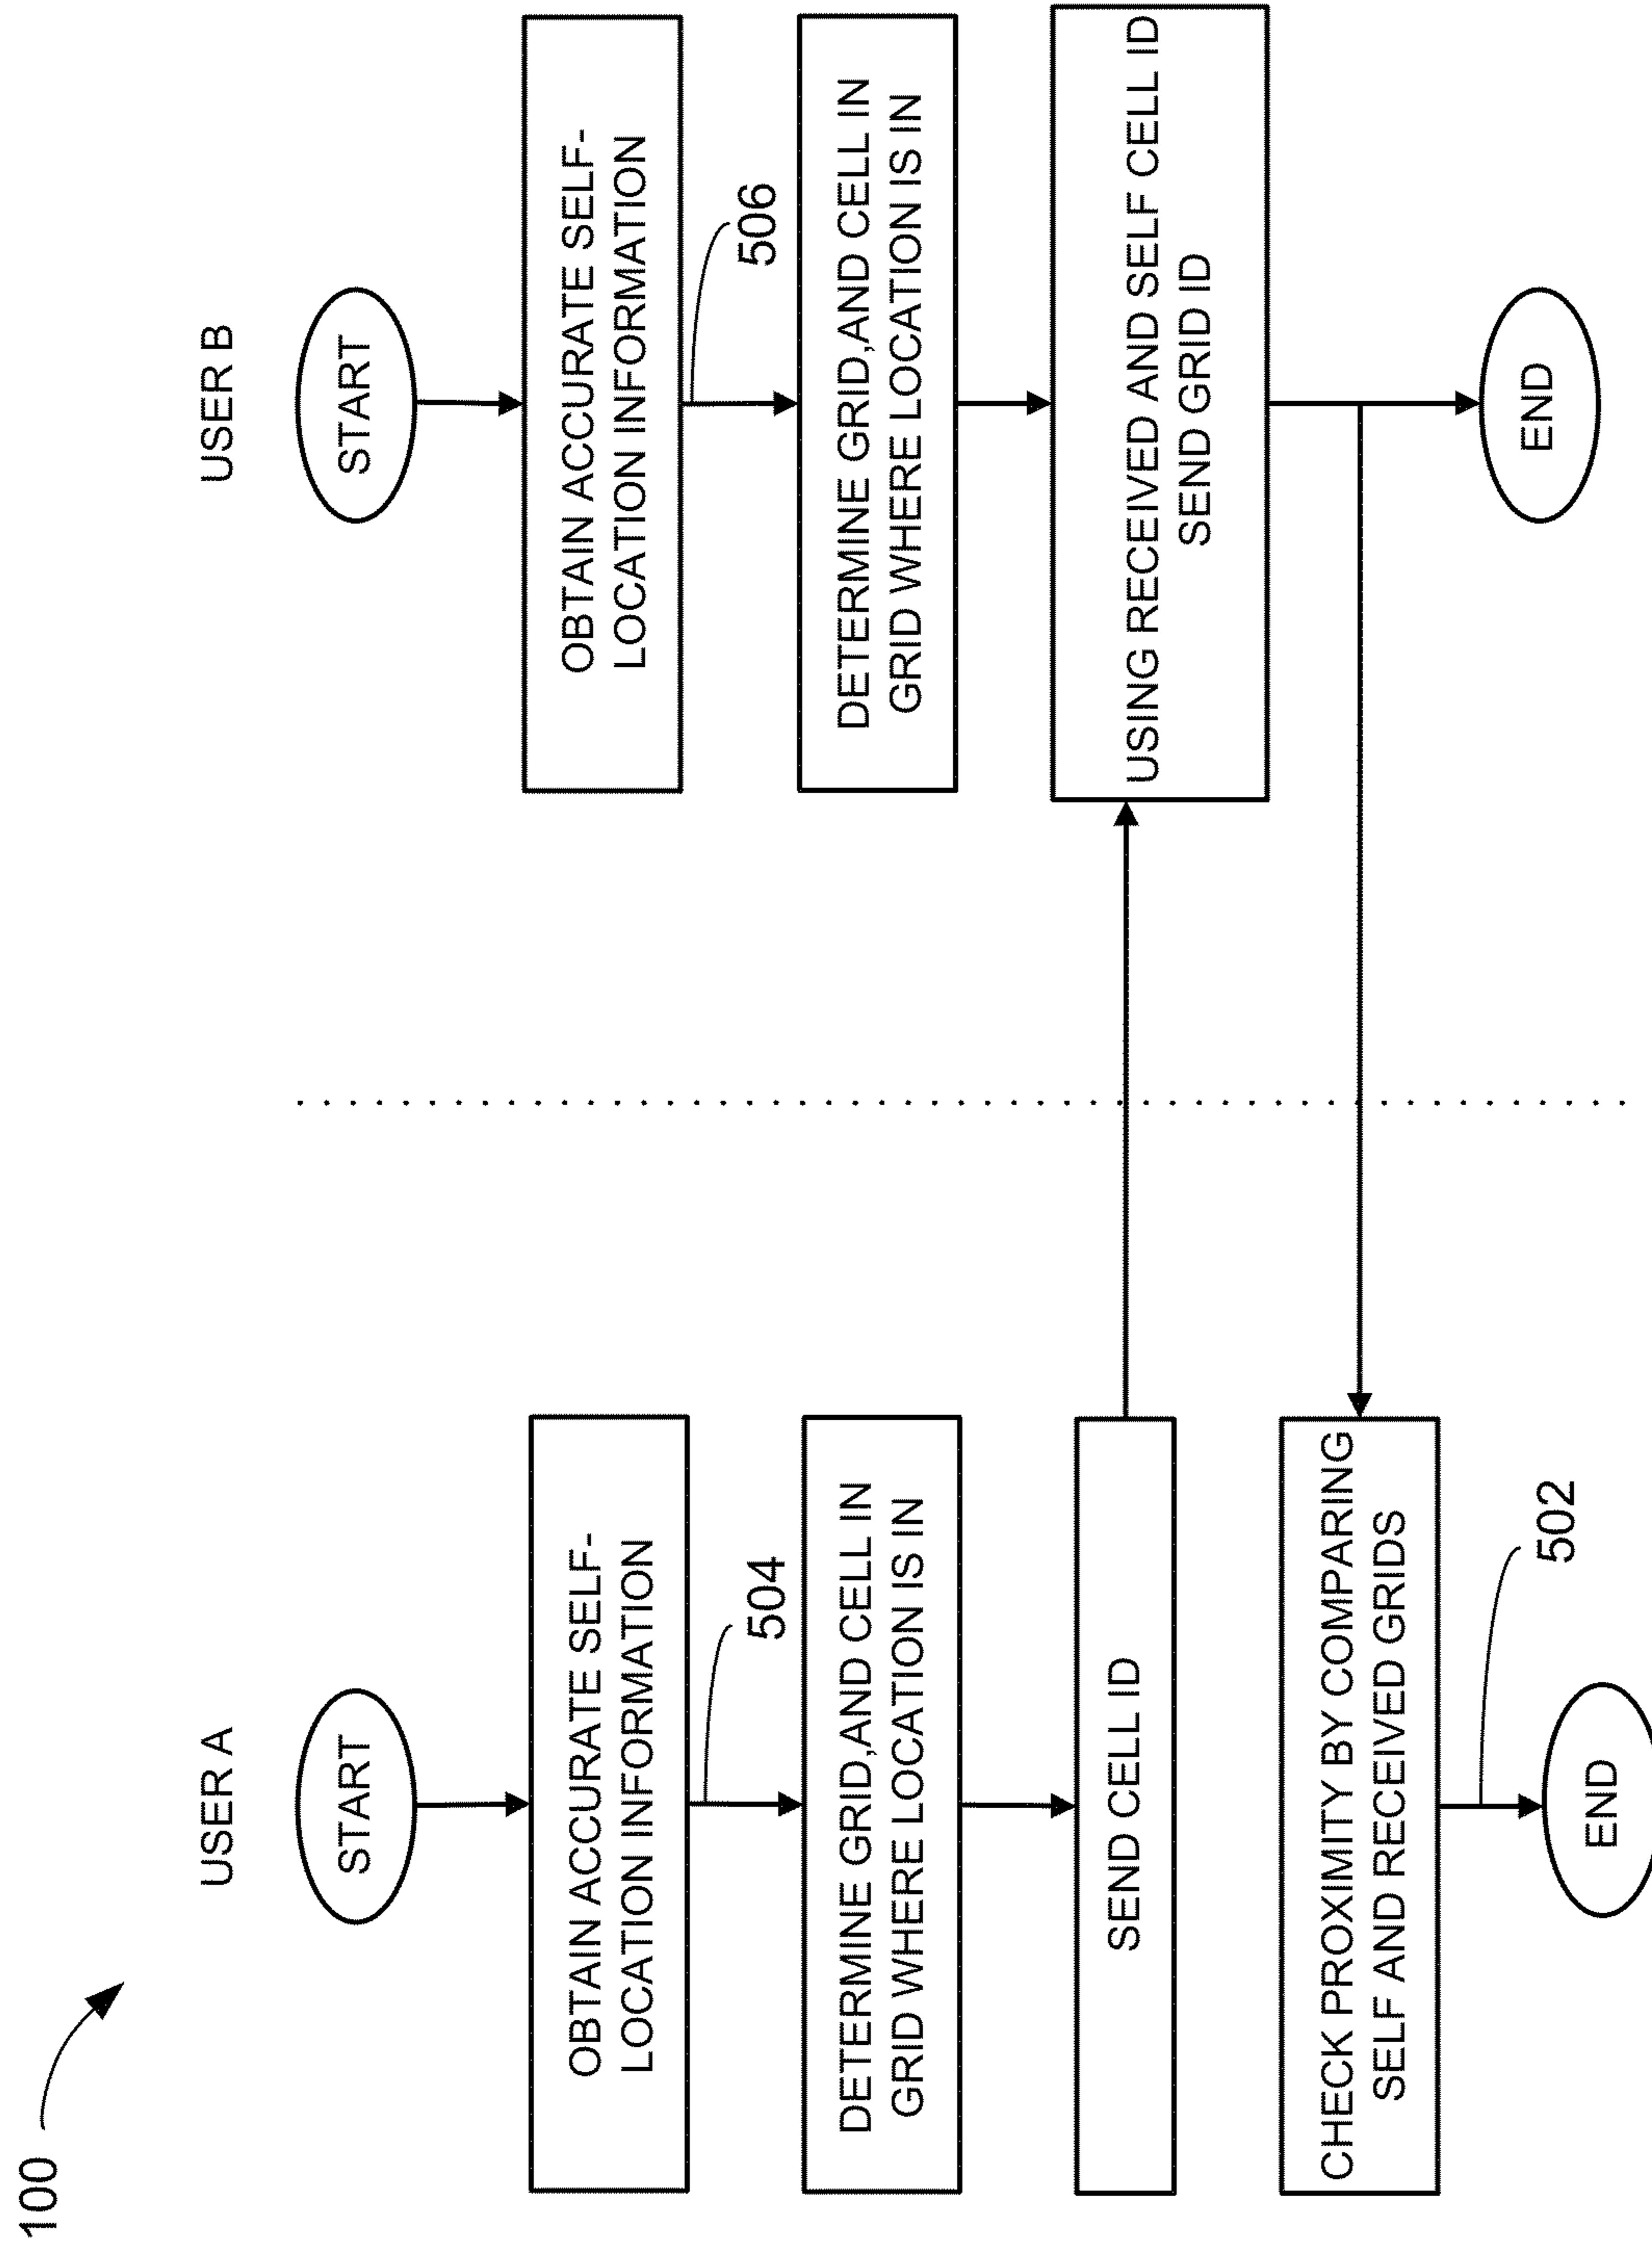 100
USER A
START
OBTAIN ACCURATE SELF-
LOCATION INFORMATION
504
DETERMINE GRID,AND CELL IN
GRID WHERE LOCATION IS IN
SEND CELL ID
CHECK PROXIMITY BY COMPARING
SELF AND RECEIVED GRIDS
502
END
USER B
START
OBTAIN ACCURATE SELF-
LOCATION INFORMATION
506
DETERMINE GRID,AND CELL IN
GRID WHERE LOCATION IS IN
USING RECEIVED AND SELF CELL ID
SEND GRID ID
END